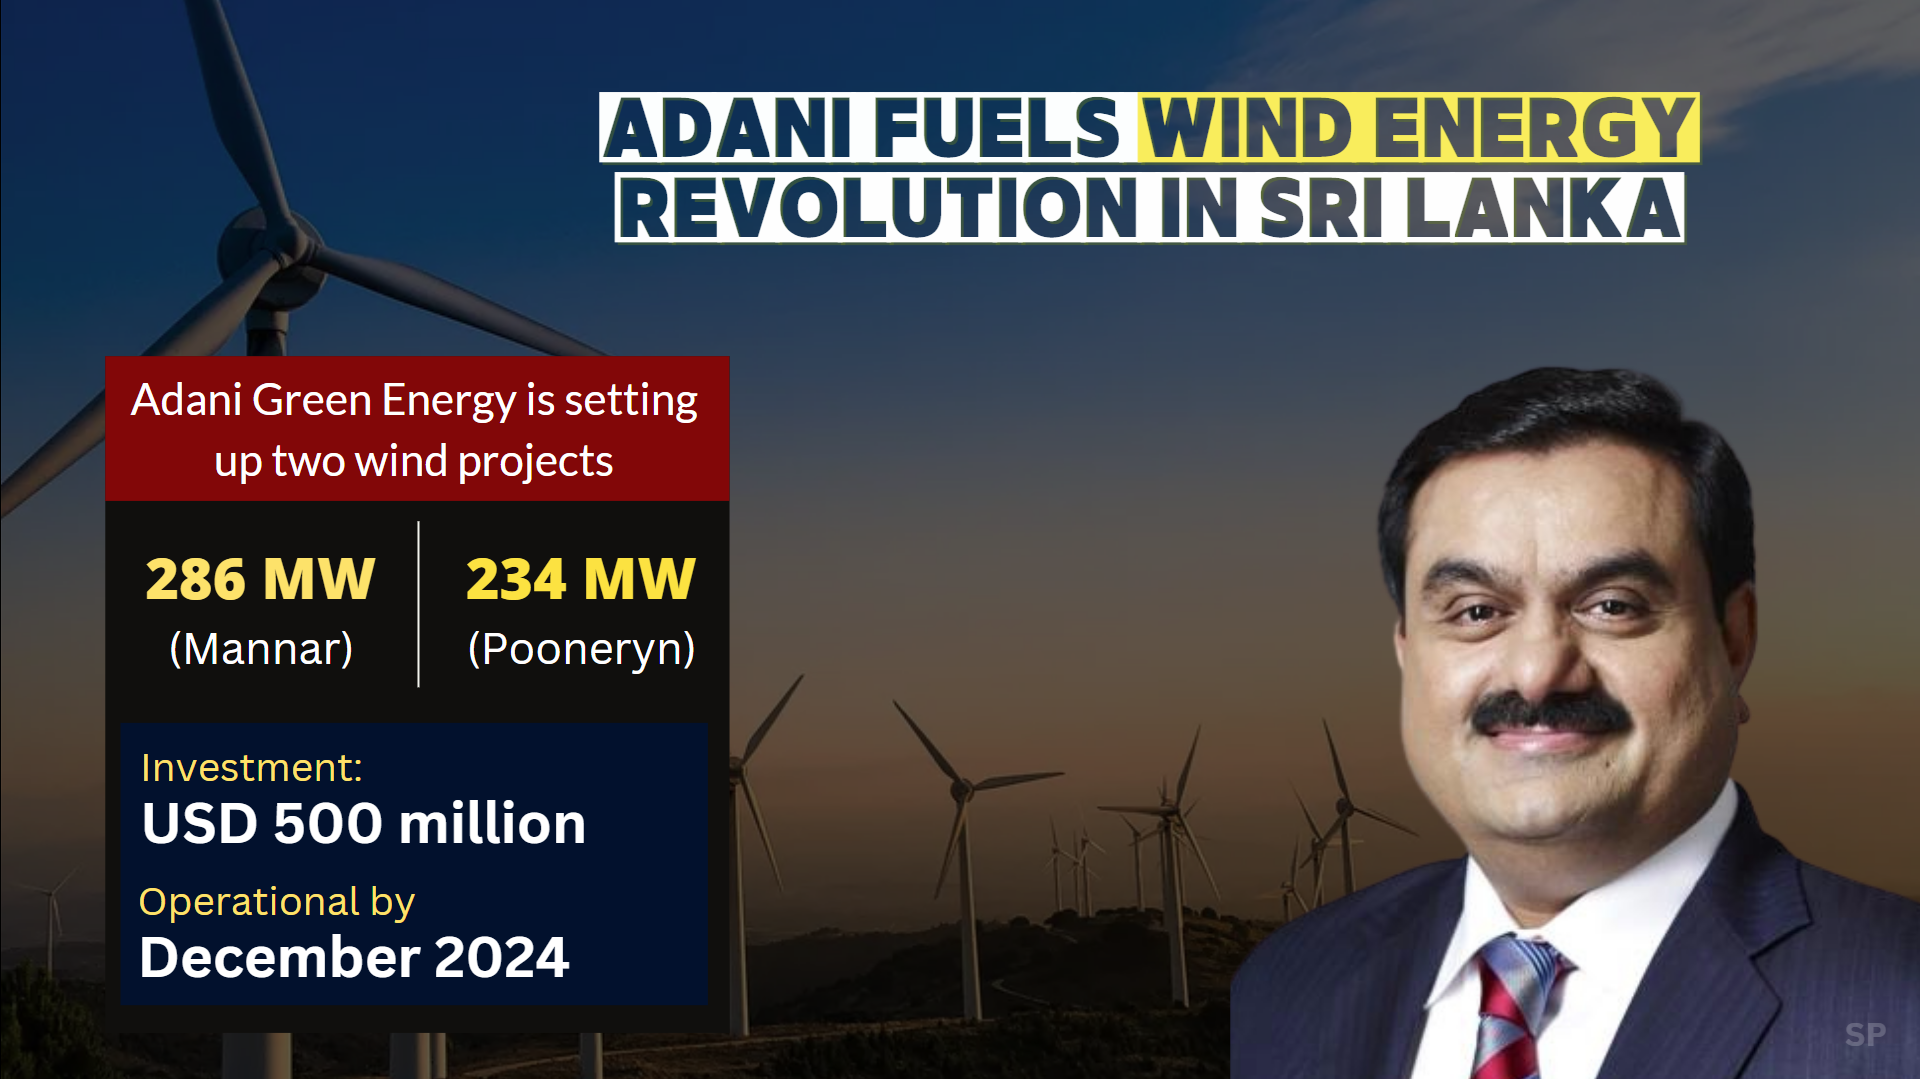 ADANI FUELS WIND ENERGY
REVOLUTION IN SRI LANKA
Adani Green Energy is setting
up two wind projects
286 MW
(Mannar)
234 MW
(Pooneryn)
Investment:
USD 500 million
Operational by
December 2024
SP